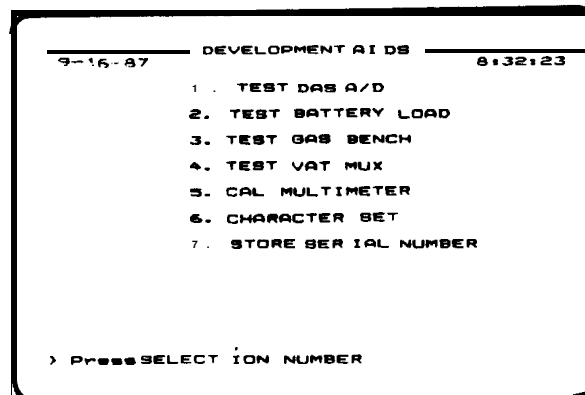 DEVELOPMENT AIDS
9-16-87 8:32:23
1. TEST DAS A/D
2. TEST BATTERY LOAD
3. TEST GAS BENCH
4. TEST VAT MUX
5. CAL MULTIMETER
6. CHARACTER SET
7. STORE SERIAL NUMBER
> Press SELECTION NUMBER